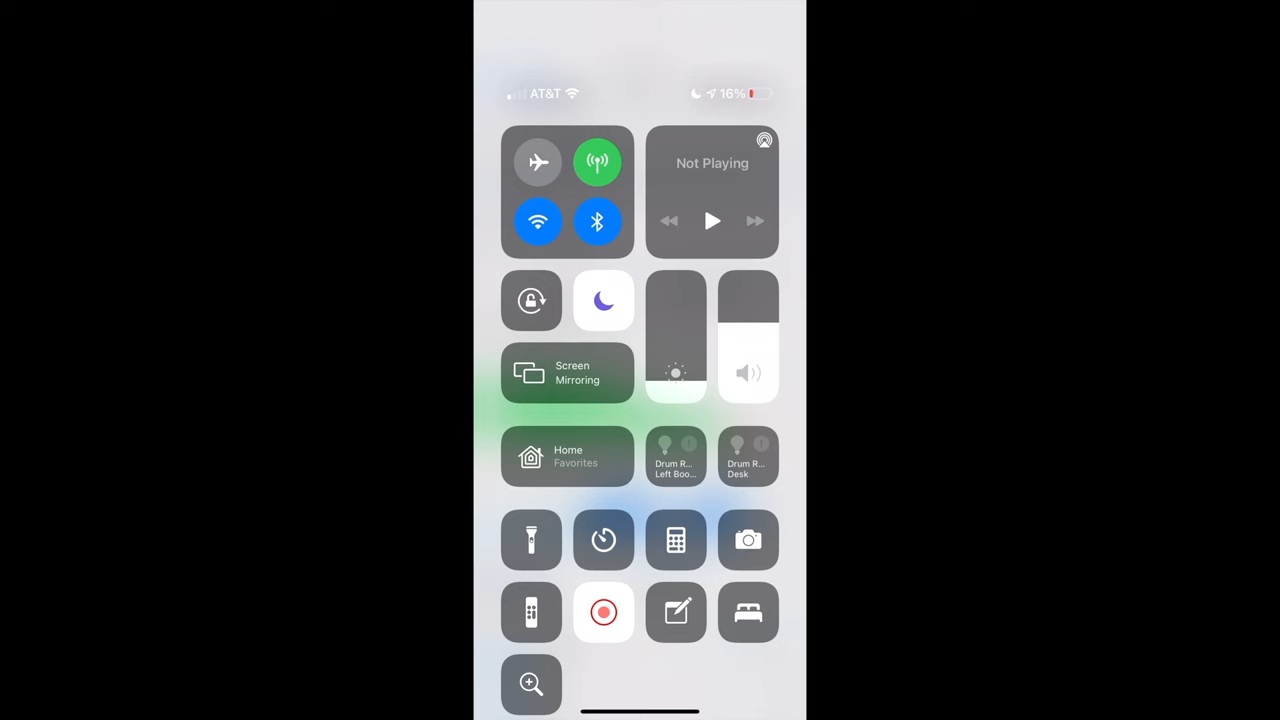 AT&T
16%
Not Playing
Screen
Mirroring
Home
Favorites
Drum R...
Left Boo...
Drum R...
Desk